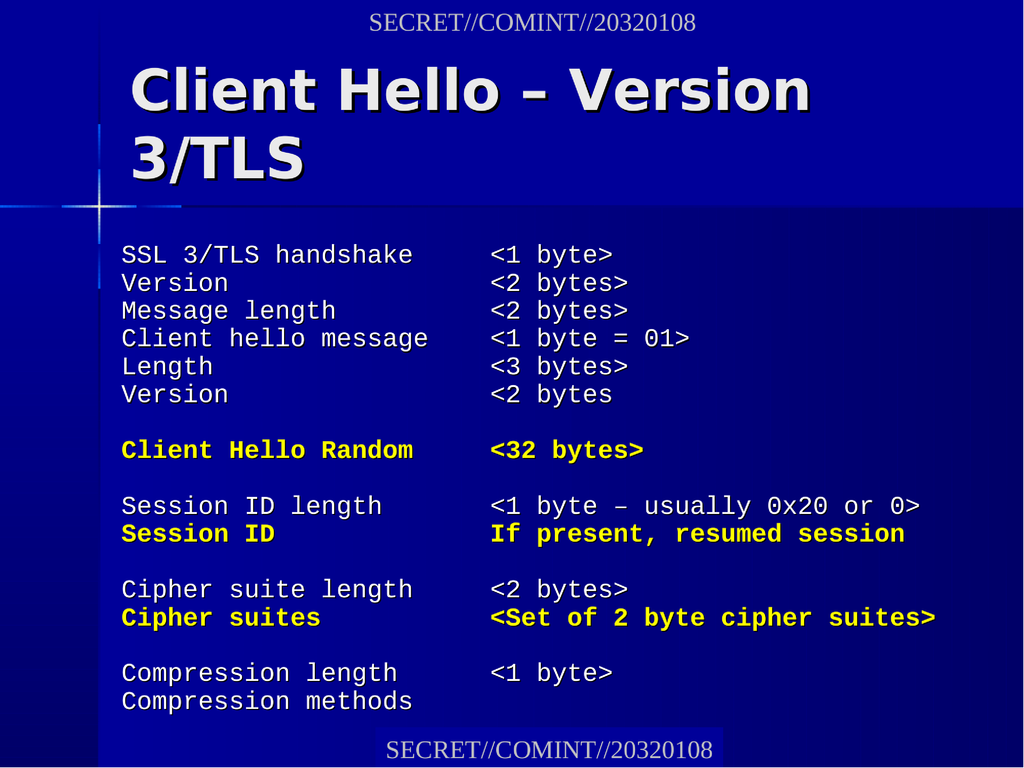 SECRET//COMINT//20320108
Client Hello – Version
3/TLS
SSL 3/TLS handshake <1 byte>
Version <2 bytes>
Message length <2 bytes>
Client hello message <1 byte = 01>
Length <3 bytes>
Version <2 bytes
Client Hello Random <32 bytes>
Session ID length <1 byte – usually 0x20 or 0>
Session ID If present, resumed session
Cipher suite length <2 bytes>
Cipher suites <Set of 2 byte cipher suites>
Compression length <1 byte>
Compression methods
SECRET//COMINT//20320108